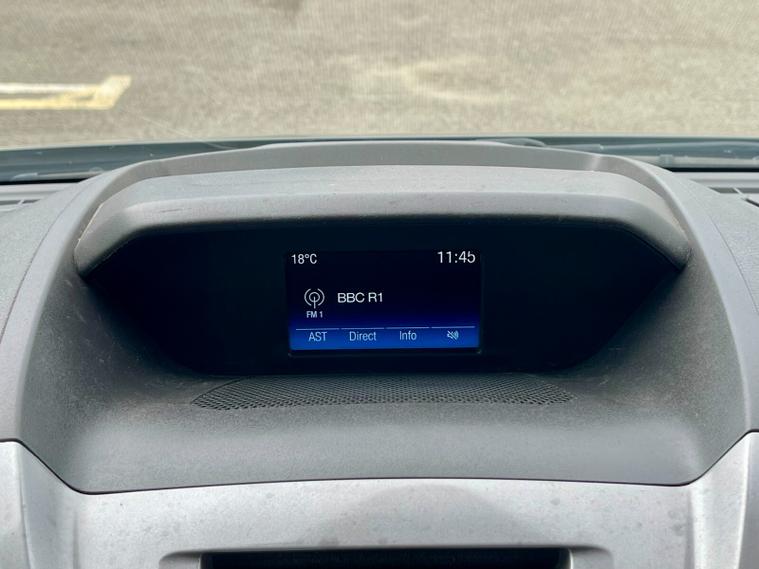 18°C 11:45
BBC R1
FM 1
AST Direct Info